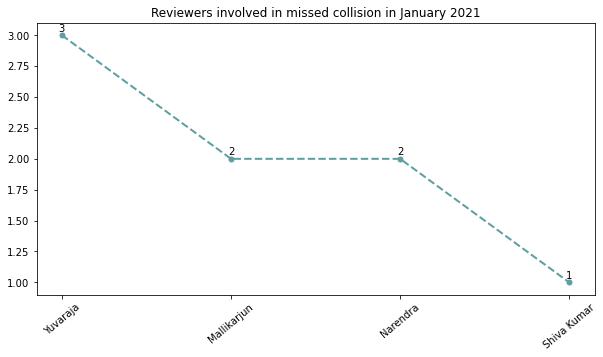 Reviewers involved in missed collision in January 2021
3.00
2.75
2.50
2.25
2.00
1.75
1.50
1.25
1.00
3
2
2
1
Yuvaraja
Mallikarjun
Narendra
Shiva Kumar